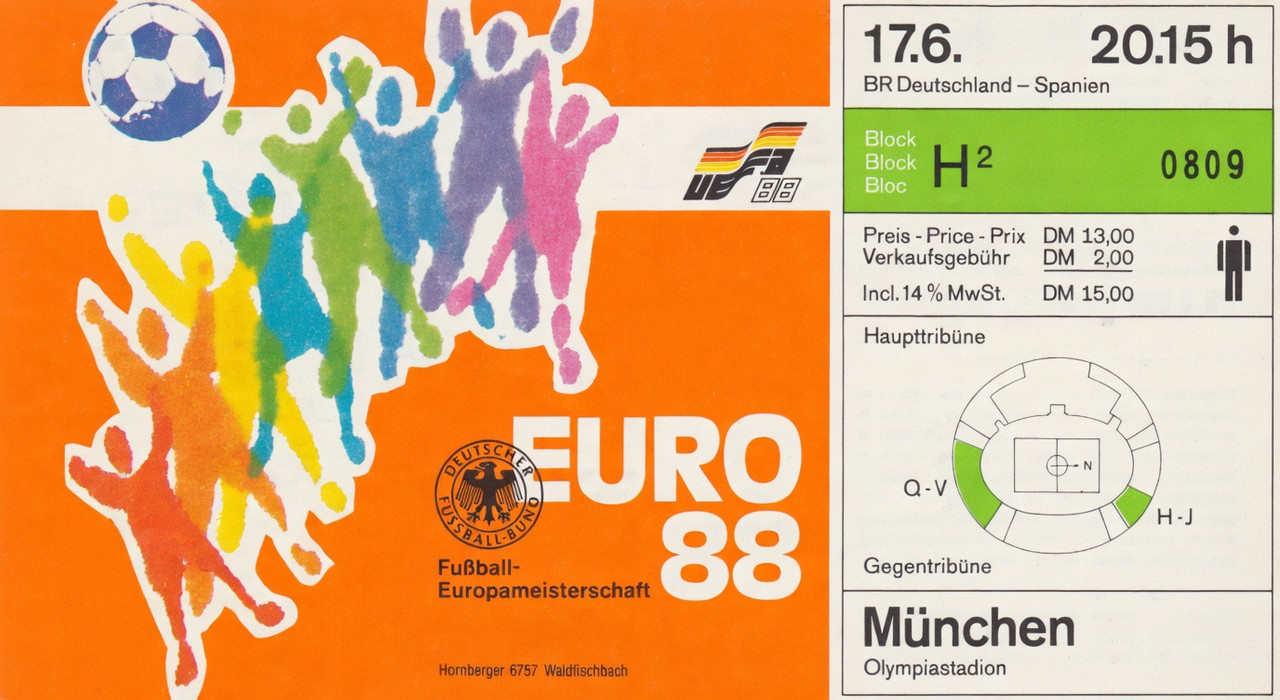 UEFA 88
DEUTSCHER FUSSBALL-BUND
EURO
88
Fußball-
Europameisterschaft
Hornberger 6757 Waldfischbach
17.6. 20.15 h
BR Deutschland – Spanien
Block
Block
Bloc
H² 0809
Preis - Price - Prix DM 13,00
Verkaufsgebühr DM 2,00
Incl. 14 % MwSt. DM 15,00
Haupttribüne
N
Q - V
H - J
Gegentribüne
München
Olympiastadion